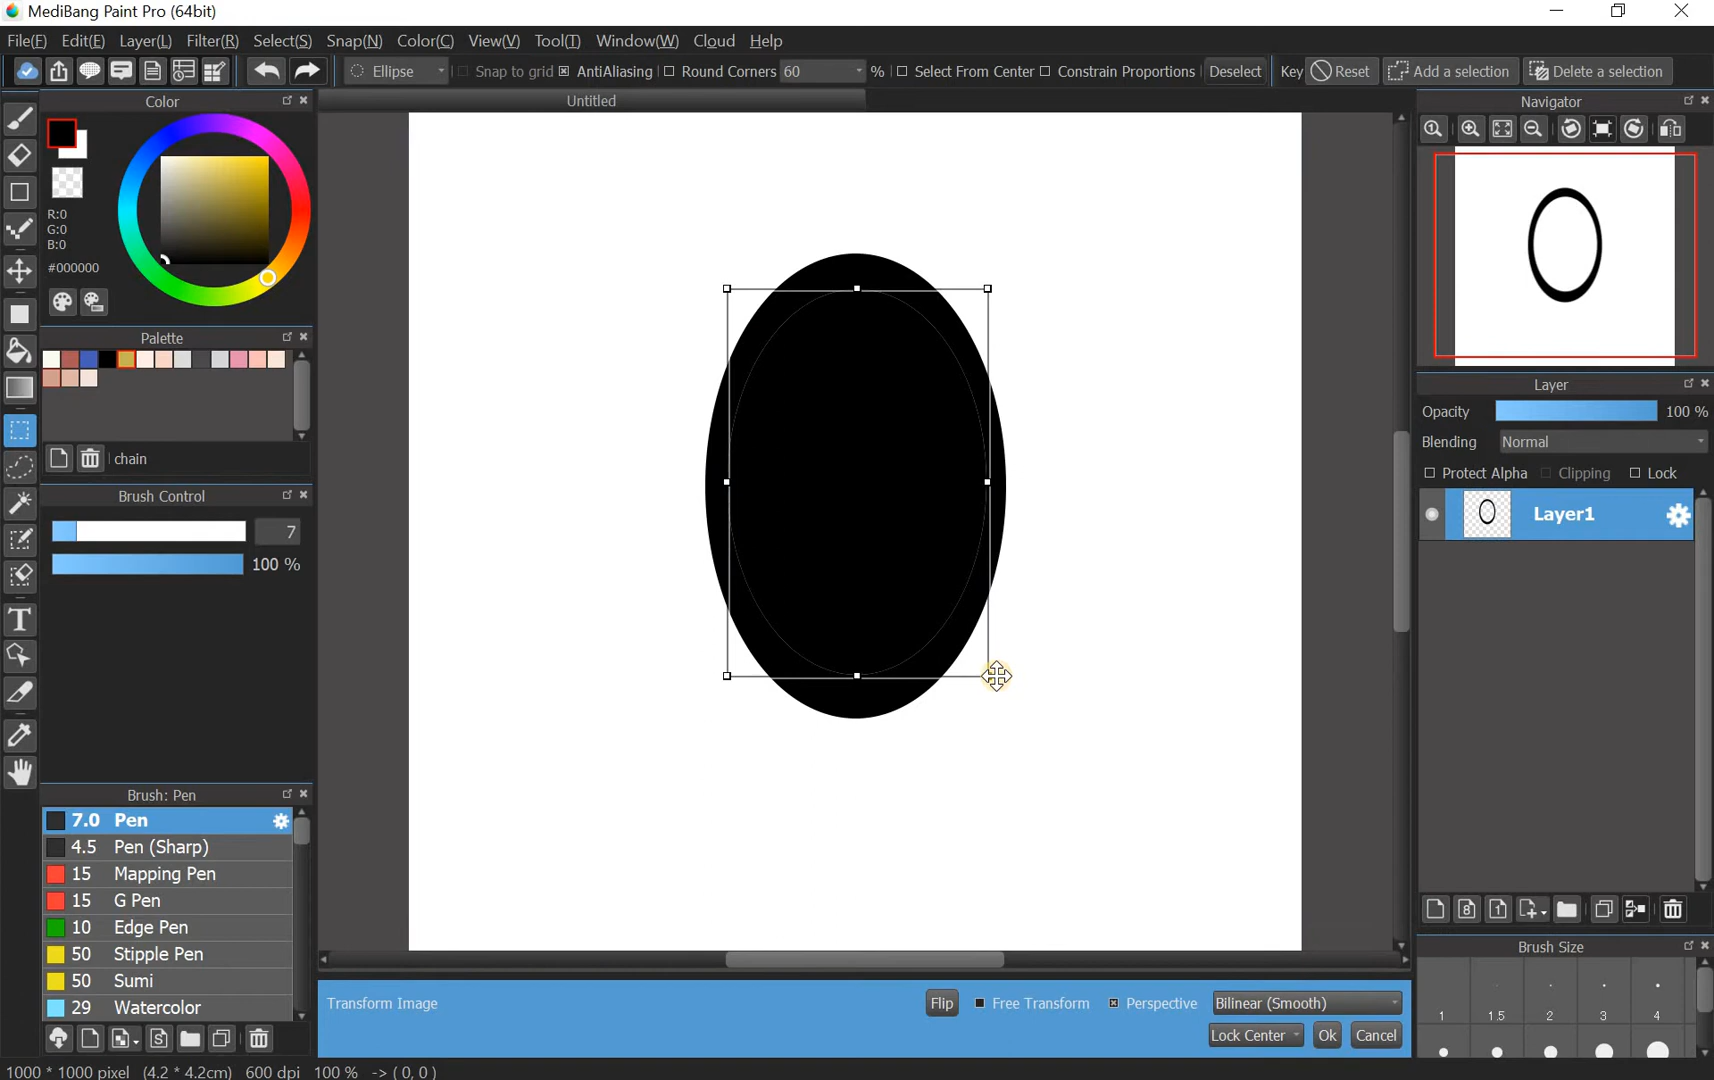 MediBang Paint Pro (64bit)
File(F) Edit(E) Layer(L) Filter(R) Select(S) Snap(N) Color(C) View(V) Tool(T) Window(W) Cloud Help
Ellipse Snap to grid AntiAliasing Round Corners 60 % Select From Center Constrain Proportions Deselect Key Reset Add a selection Delete a selection
Color
Untitled
Navigator
R:0
G:0
B:0
#000000
Palette
chain
Brush Control
7
100 %
Layer
Opacity 100 %
Blending Normal
Protect Alpha Clipping Lock
Layer1
8 1
Brush: Pen
7.0 Pen
4.5 Pen (Sharp)
15 Mapping Pen
15 G Pen
10 Edge Pen
50 Stipple Pen
50 Sumi
29 Watercolor
S
Transform Image Flip Free Transform Perspective Bilinear (Smooth)
Lock Center Ok Cancel
Brush Size
1 1.5 2 3 4
1000 * 1000 pixel (4.2 * 4.2cm) 600 dpi 100 % -> ( 0, 0 )